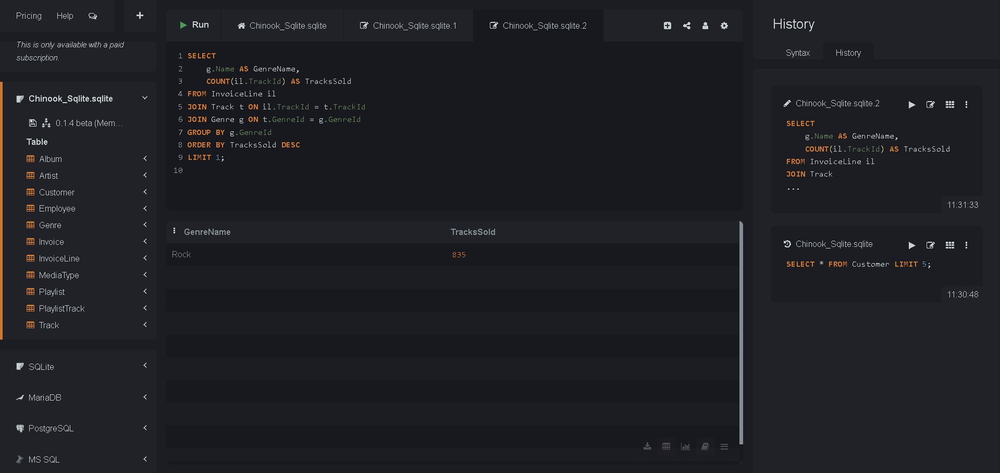 Pricing
Help
This is only available with a paid
subscription.
Chinook_Sqlite.sqlite
0.1.4 beta (Mem...
Table
Album
Artist
Customer
Employee
Genre
Invoice
InvoiceLine
MediaType
Playlist
PlaylistTrack
Track
SQLite
MariaDB
PostgreSQL
MS SQL
Run
Chinook_Sqlite.sqlite
Chinook_Sqlite.sqlite.1
Chinook_Sqlite.sqlite.2
1 SELECT
2 g.Name AS GenreName,
3 COUNT(il.TrackId) AS TracksSold
4 FROM InvoiceLine il
5 JOIN Track t ON il.TrackId = t.TrackId
6 JOIN Genre g ON t.GenreId = g.GenreId
7 GROUP BY g.GenreId
8 ORDER BY TracksSold DESC
9 LIMIT 1;
10
GenreName TracksSold
Rock 835
History
Syntax
History
Chinook_Sqlite.sqlite.2
SELECT
g.Name AS GenreName,
COUNT(il.TrackId) AS TracksSold
FROM InvoiceLine il
JOIN Track
...
11:31:33
Chinook_Sqlite.sqlite
SELECT * FROM Customer LIMIT 5;
11:30:48